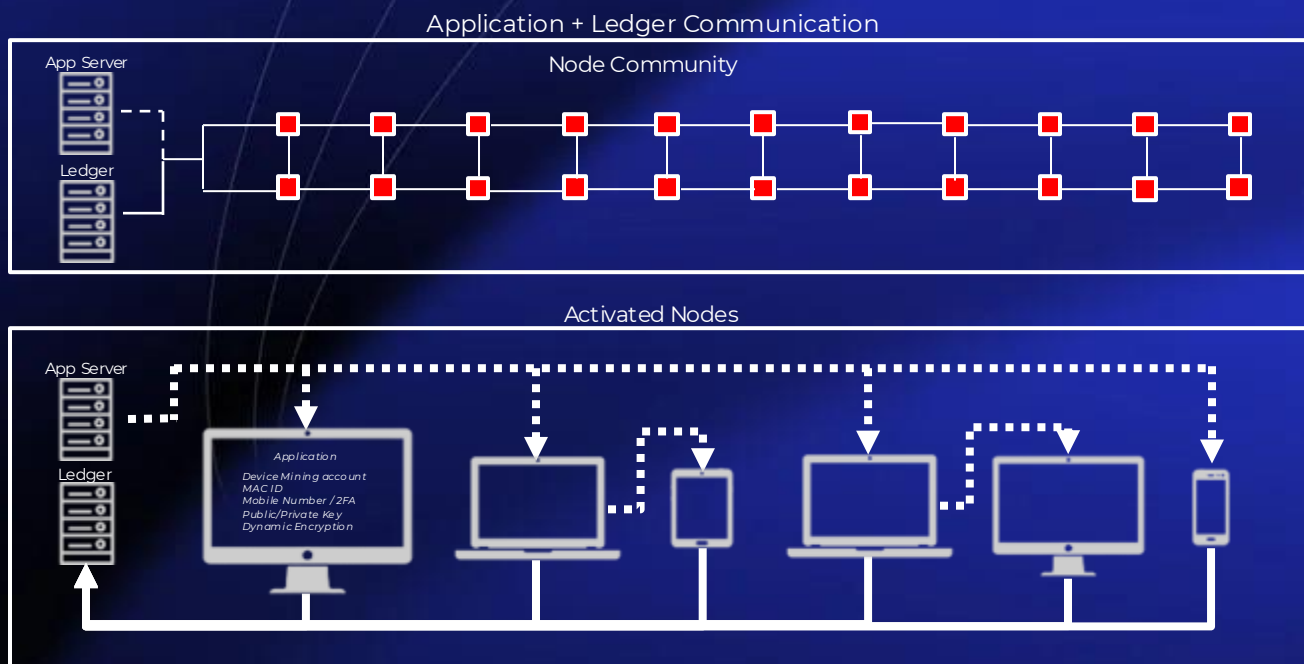 Application + Ledger Communication
App Server
Node Community
Ledger
Activated Nodes
App Server
Application
Ledger
Device Mining account
MAC ID
Mobile Number / 2FA
Public/Private Key
Dynamic Encryption